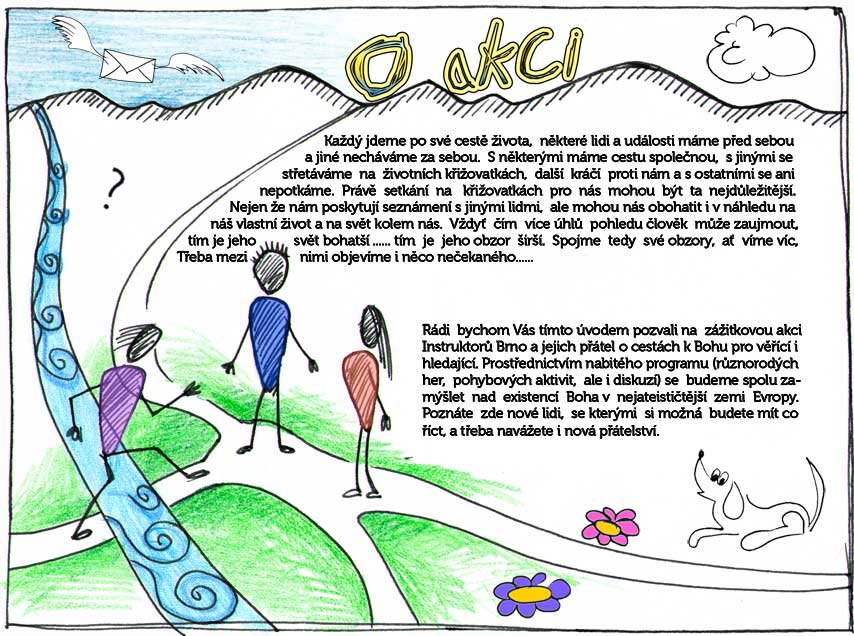 O akci
?
Každý jdeme po své cestě života, některé lidi a události máme před sebou
a jiné necháváme za sebou. S některými máme cestu společnou, s jinými se
střetáváme na životních křižovatkách, další kráčí proti nám a s ostatními se ani
nepotkáme. Právě setkání na křižovatkách pro nás mohou být ta nejdůležitější.
Nejen že nám poskytují seznámení s jinými lidmi, ale mohou nás obohatit i v náhledu na
náš vlastní život a na svět kolem nás. Vždyť čím více úhlů pohledu člověk může zaujmout,
tím je jeho svět bohatší ...... tím je jeho obzor širší. Spojme tedy své obzory, ať víme víc,
Třeba mezi nimi objevíme i něco nečekaného......
Rádi bychom Vás tímto úvodem pozvali na zážitkovou akci
Instruktorů Brno a jejich přátel o cestách k Bohu pro věřící i
hledající. Prostřednictvím nabitého programu (různorodých
her, pohybových aktivit, ale i diskuzí) se budeme spolu za-
mýšlet nad existencí Boha v nejateističtější zemi Evropy.
Poznáte zde nové lidi, se kterými si možná budete mít co
říct, a třeba navážete i nová přátelství.